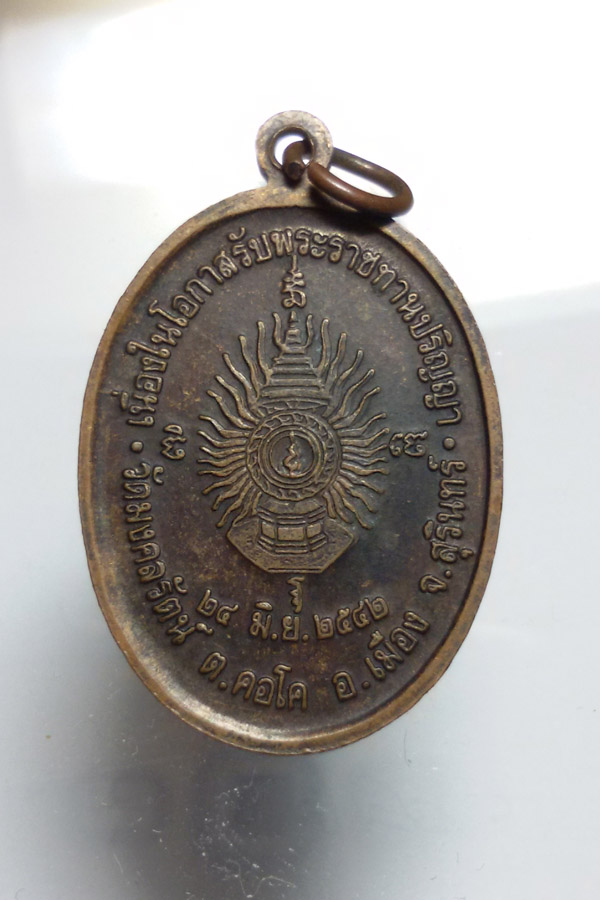 เนื่องในโอกาสรับพระราชทานปริญญา
• วัดมงคลรัตน์ ต.คอโค อ.เมือง จ.สุรินทร์ •
๒๔ มิ.ย. ๒๕๔๒